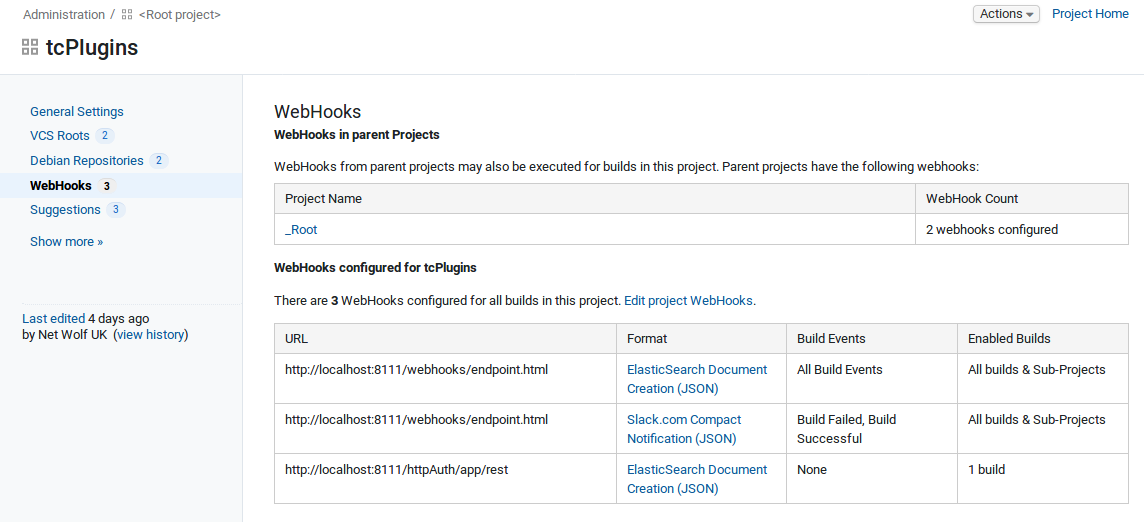 Administration / <Root project>
Actions Project Home
tcPlugins
General Settings
VCS Roots 2
Debian Repositories 2
WebHooks 3
Suggestions 3
Show more »
Last edited 4 days ago
by Net Wolf UK (view history)
WebHooks
WebHooks in parent Projects
WebHooks from parent projects may also be executed for builds in this project. Parent projects have the following webhooks:
Project Name WebHook Count
_Root 2 webhooks configured
WebHooks configured for tcPlugins
There are 3 WebHooks configured for all builds in this project. Edit project WebHooks.
URL Format Build Events Enabled Builds
http://localhost:8111/webhooks/endpoint.html ElasticSearch Document All Build Events All builds & Sub-Projects
Creation (JSON)
http://localhost:8111/webhooks/endpoint.html Slack.com Compact Build Failed, Build All builds & Sub-Projects
Notification (JSON) Successful
http://localhost:8111/httpAuth/app/rest ElasticSearch Document None 1 build
Creation (JSON)